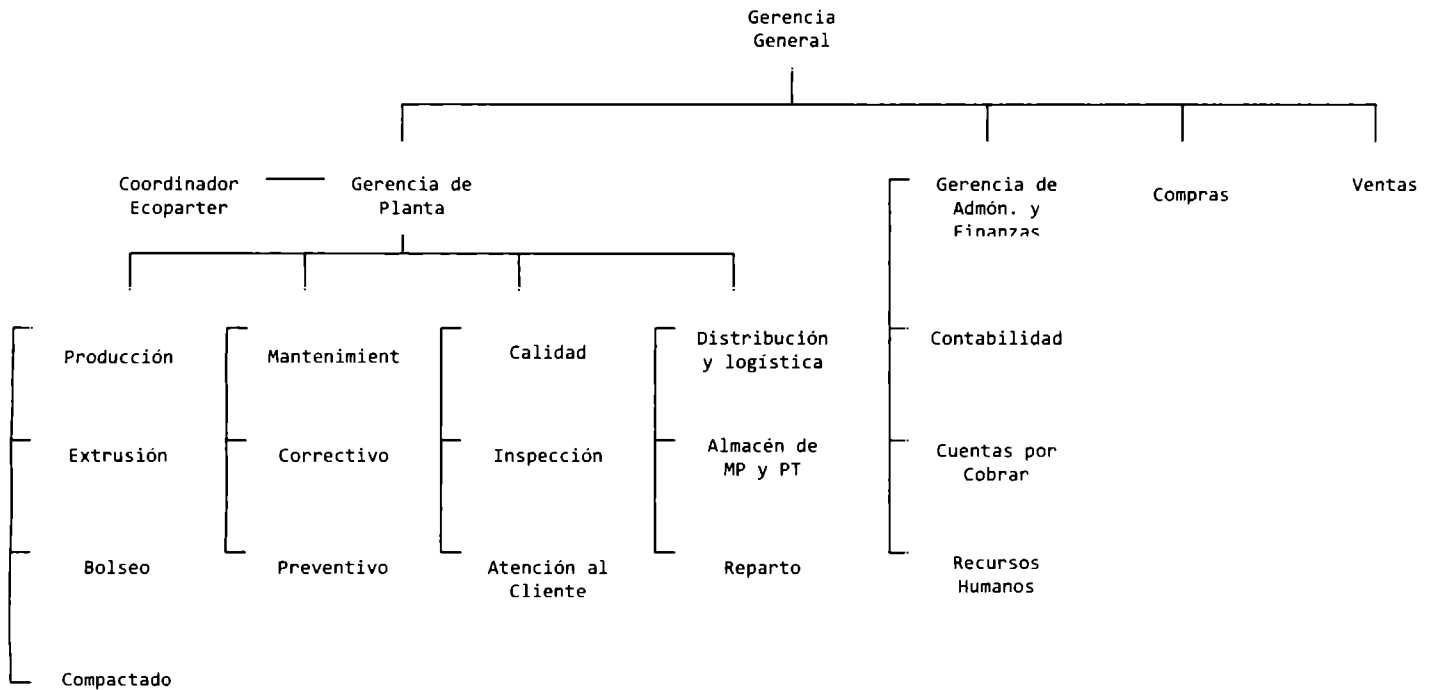 Gerencia
General
Coordinador
Ecoparter
Gerencia de
Planta
Gerencia de
Admón. y
Finanzas
Compras
Ventas
Producción
Mantenimient
Calidad
Distribución
y logística
Contabilidad
Extrusión
Correctivo
Inspección
Almacén de
MP y PT
Cuentas por
Cobrar
Bolseo
Preventivo
Atención al
Cliente
Reparto
Recursos
Humanos
Compactado